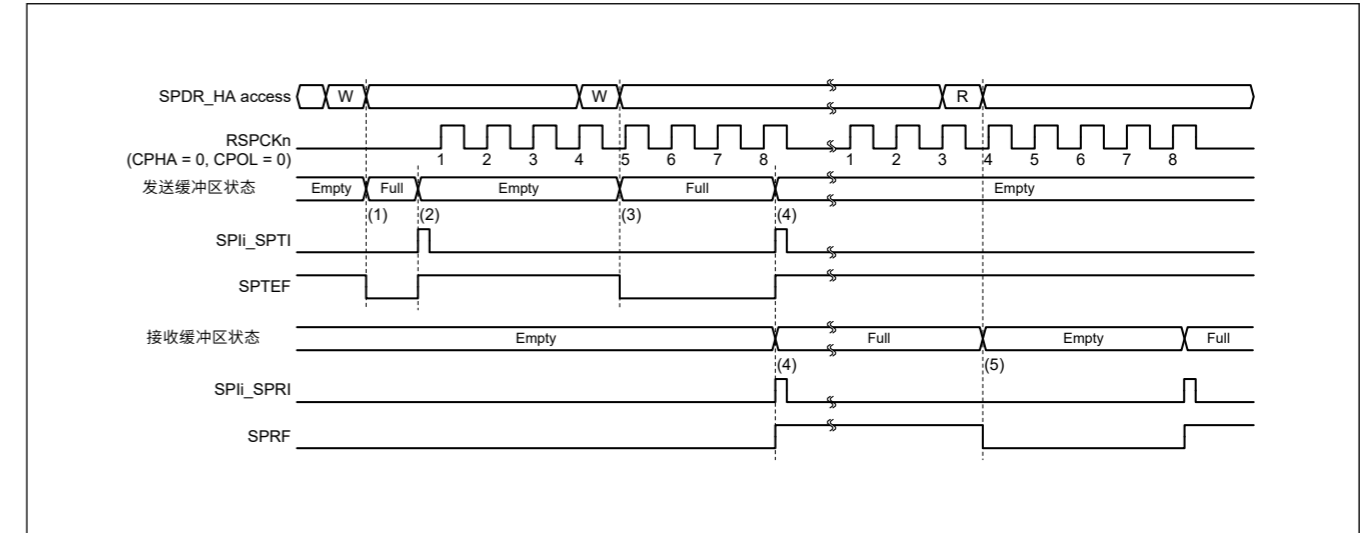 SPDR_HA access W W R
RSPCKn
(CPHA = 0, CPOL = 0)
1 2 3 4 5 6 7 8 1 2 3 4 5 6 7 8
发送缓冲区状态 Empty Full Empty Full Empty
(1) (2) (3) (4)
SPIi_SPTI
SPTEF
接收缓冲区状态 Empty Full Empty Full
(4) (5)
SPIi_SPRI
SPRF